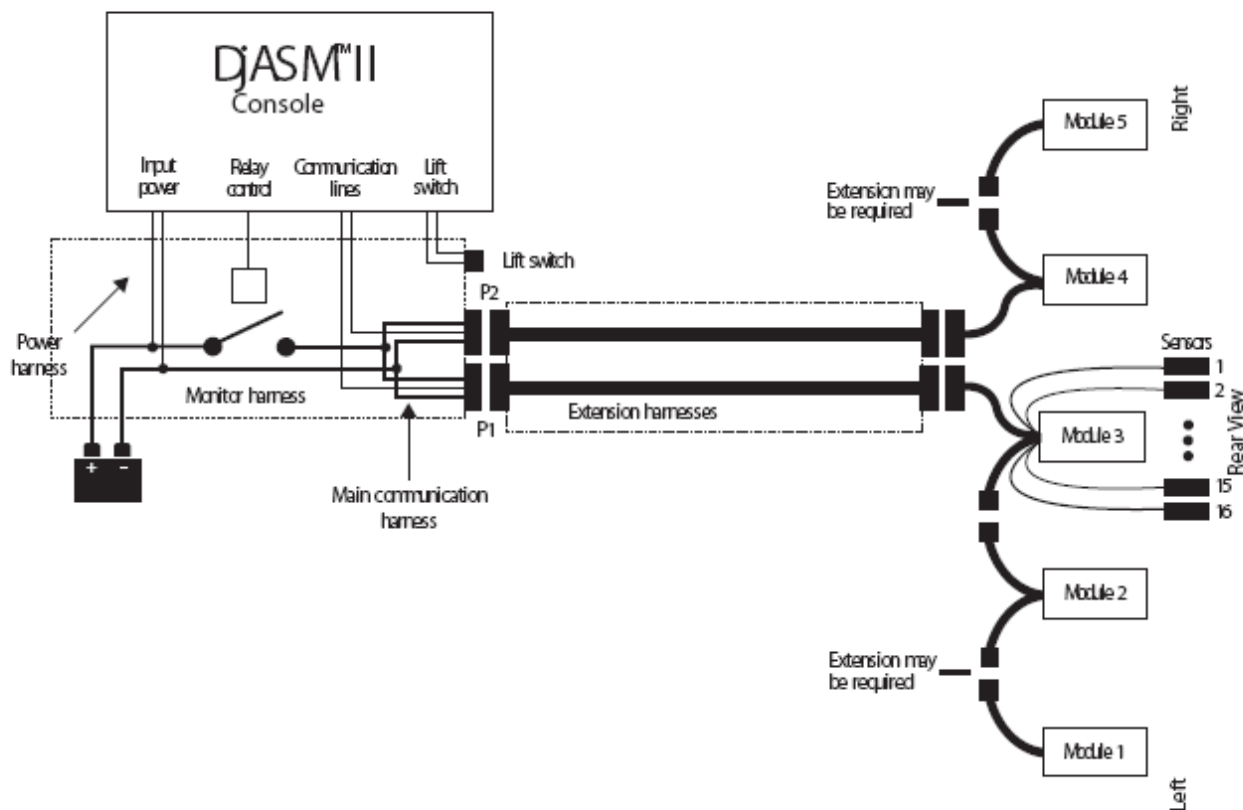 DjASM™II
Console
Input
power
Relay
control
Communication
lines
Lift
switch
Lift switch
Power
harness
Monitor harness
+ −
P2
P1
Extension harnesses
Main communication
harness
Extension may
be required
Module 5
Right
Module 4
Sensors
1
2
Module 3
Rear View
15
16
Module 2
Extension may
be required
Module 1
Left